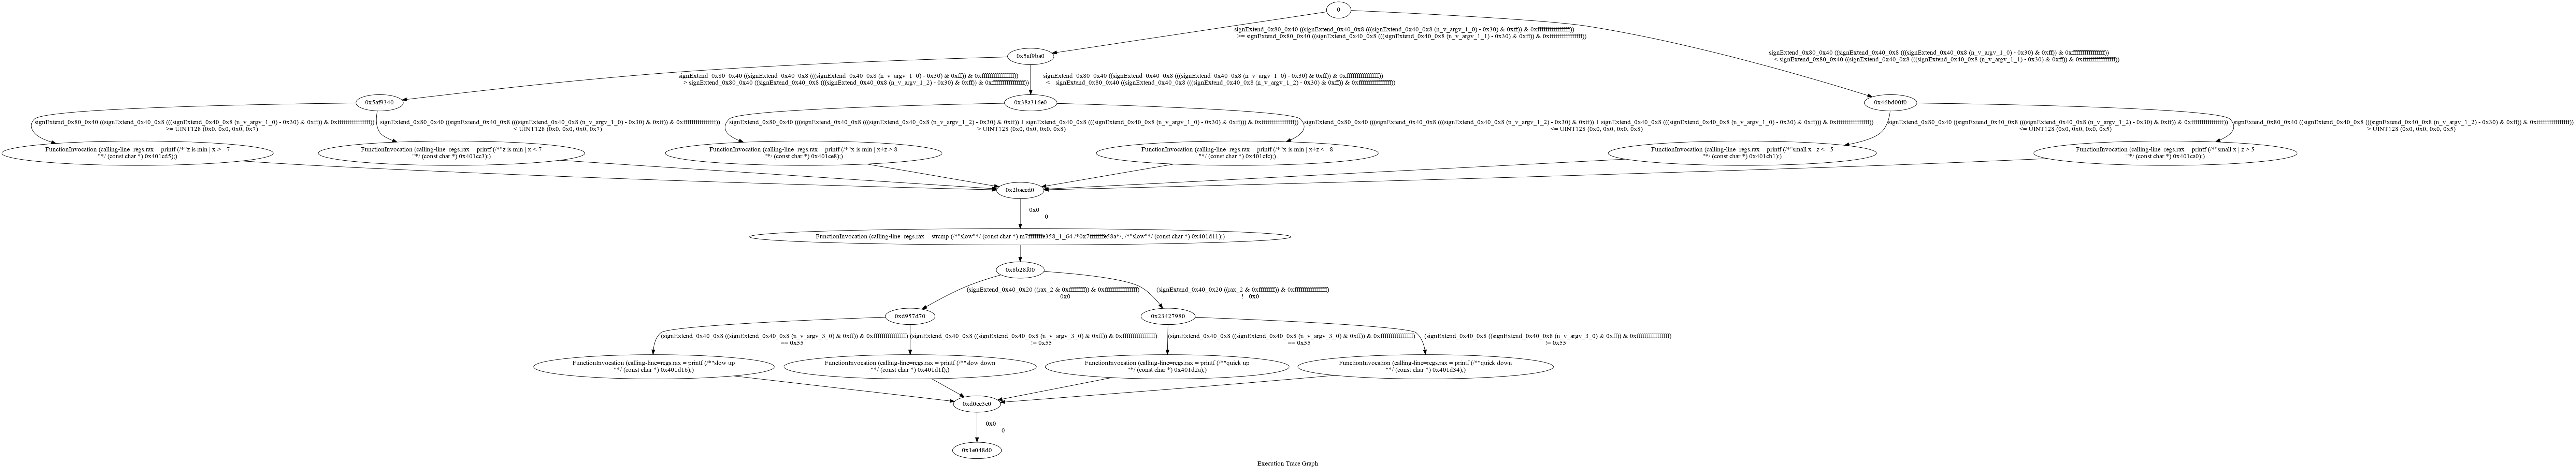 0
signExtend_0x80_0x40 ((signExtend_0x40_0x8 (((signExtend_0x40_0x8 (n_v_argv_1_0) - 0x30) & 0xff)) & 0xffffffffffffffff))
>= signExtend_0x80_0x40 ((signExtend_0x40_0x8 (((signExtend_0x40_0x8 (n_v_argv_1_1) - 0x30) & 0xff)) & 0xffffffffffffffff))
0x5af9ba0
signExtend_0x80_0x40 ((signExtend_0x40_0x8 (((signExtend_0x40_0x8 (n_v_argv_1_0) - 0x30) & 0xff)) & 0xffffffffffffffff))
< signExtend_0x80_0x40 ((signExtend_0x40_0x8 (((signExtend_0x40_0x8 (n_v_argv_1_1) - 0x30) & 0xff)) & 0xffffffffffffffff))
signExtend_0x80_0x40 ((signExtend_0x40_0x8 (((signExtend_0x40_0x8 (n_v_argv_1_0) - 0x30) & 0xff)) & 0xffffffffffffffff))
> signExtend_0x80_0x40 ((signExtend_0x40_0x8 (((signExtend_0x40_0x8 (n_v_argv_1_2) - 0x30) & 0xff)) & 0xffffffffffffffff))
signExtend_0x80_0x40 ((signExtend_0x40_0x8 (((signExtend_0x40_0x8 (n_v_argv_1_0) - 0x30) & 0xff)) & 0xffffffffffffffff))
<= signExtend_0x80_0x40 ((signExtend_0x40_0x8 (((signExtend_0x40_0x8 (n_v_argv_1_2) - 0x30) & 0xff)) & 0xffffffffffffffff))
0x5af9340
0x38a316e0
0x46bd00f0
signExtend_0x80_0x40 ((signExtend_0x40_0x8 (((signExtend_0x40_0x8 (n_v_argv_1_0) - 0x30) & 0xff)) & 0xffffffffffffffff))
>= UINT128 (0x0, 0x0, 0x0, 0x7)
signExtend_0x80_0x40 ((signExtend_0x40_0x8 (((signExtend_0x40_0x8 (n_v_argv_1_0) - 0x30) & 0xff)) & 0xffffffffffffffff))
< UINT128 (0x0, 0x0, 0x0, 0x7)
signExtend_0x80_0x40 (((signExtend_0x40_0x8 (((signExtend_0x40_0x8 (n_v_argv_1_2) - 0x30) & 0xff)) + signExtend_0x40_0x8 (((signExtend_0x40_0x8 (n_v_argv_1_0) - 0x30) & 0xff))) & 0xffffffffffffffff))
> UINT128 (0x0, 0x0, 0x0, 0x8)
signExtend_0x80_0x40 (((signExtend_0x40_0x8 (((signExtend_0x40_0x8 (n_v_argv_1_2) - 0x30) & 0xff)) + signExtend_0x40_0x8 (((signExtend_0x40_0x8 (n_v_argv_1_0) - 0x30) & 0xff))) & 0xffffffffffffffff))
<= UINT128 (0x0, 0x0, 0x0, 0x8)
signExtend_0x80_0x40 ((signExtend_0x40_0x8 (((signExtend_0x40_0x8 (n_v_argv_1_2) - 0x30) & 0xff)) & 0xffffffffffffffff))
<= UINT128 (0x0, 0x0, 0x0, 0x5)
signExtend_0x80_0x40 ((signExtend_0x40_0x8 (((signExtend_0x40_0x8 (n_v_argv_1_2) - 0x30) & 0xff)) & 0xffffffffffffffff))
> UINT128 (0x0, 0x0, 0x0, 0x5)
FunctionInvocation (calling-line=regs.rax = printf (/*"z is min | x >= 7
"*/ (const char *) 0x401cd5);)
FunctionInvocation (calling-line=regs.rax = printf (/*"z is min | x < 7
"*/ (const char *) 0x401cc3);)
FunctionInvocation (calling-line=regs.rax = printf (/*"x is min | x+z > 8
"*/ (const char *) 0x401ce8);)
FunctionInvocation (calling-line=regs.rax = printf (/*"x is min | x+z <= 8
"*/ (const char *) 0x401cfc);)
FunctionInvocation (calling-line=regs.rax = printf (/*"small x | z <= 5
"*/ (const char *) 0x401cb1);)
FunctionInvocation (calling-line=regs.rax = printf (/*"small x | z > 5
"*/ (const char *) 0x401ca0);)
0x2baecd0
0x0
== 0
FunctionInvocation (calling-line=regs.rax = strcmp (/*"slow"*/ (const char *) m7fffffffe358_1_64 /*0x7fffffffe58a*/, /*"slow"*/ (const char *) 0x401d11);)
0x8b28f00
(signExtend_0x40_0x20 ((rax_2 & 0xffffffff)) & 0xffffffffffffffff)
== 0x0
(signExtend_0x40_0x20 ((rax_2 & 0xffffffff)) & 0xffffffffffffffff)
!= 0x0
0xd957d70
0x23427980
(signExtend_0x40_0x8 ((signExtend_0x40_0x8 (n_v_argv_3_0) & 0xff)) & 0xffffffffffffffff)
== 0x55
(signExtend_0x40_0x8 ((signExtend_0x40_0x8 (n_v_argv_3_0) & 0xff)) & 0xffffffffffffffff)
!= 0x55
(signExtend_0x40_0x8 ((signExtend_0x40_0x8 (n_v_argv_3_0) & 0xff)) & 0xffffffffffffffff)
== 0x55
(signExtend_0x40_0x8 ((signExtend_0x40_0x8 (n_v_argv_3_0) & 0xff)) & 0xffffffffffffffff)
!= 0x55
FunctionInvocation (calling-line=regs.rax = printf (/*"slow up
"*/ (const char *) 0x401d16);)
FunctionInvocation (calling-line=regs.rax = printf (/*"slow down
"*/ (const char *) 0x401d1f);)
FunctionInvocation (calling-line=regs.rax = printf (/*"quick up
"*/ (const char *) 0x401d2a);)
FunctionInvocation (calling-line=regs.rax = printf (/*"quick down
"*/ (const char *) 0x401d34);)
0xd0ee3e0
0x0
== 0
0x1e048d0
Execution Trace Graph